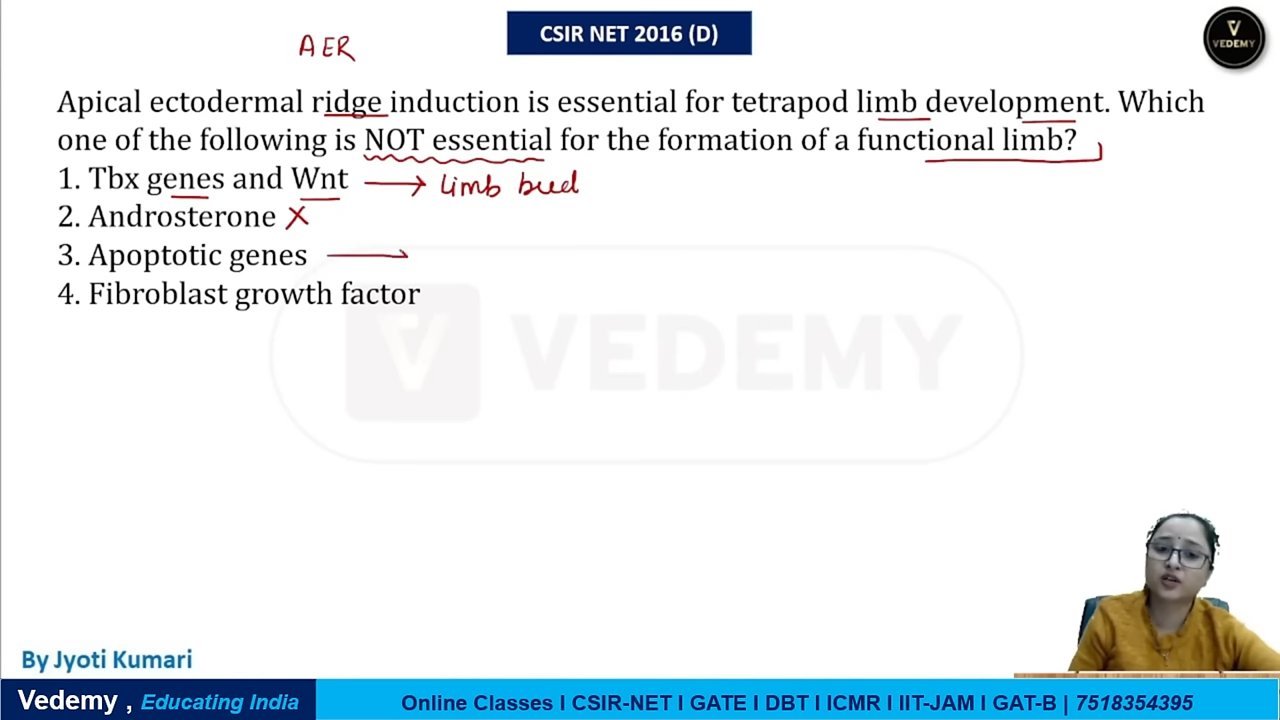 CSIR NET 2016 (D)
VEDEMY
AER
Apical ectodermal ridge induction is essential for tetrapod limb development. Which
one of the following is NOT essential for the formation of a functional limb?
1. Tbx genes and Wnt → limb bud
2. Androsterone X
3. Apoptotic genes →
4. Fibroblast growth factor
VEDEMY
By Jyoti Kumari
Vedemy , Educating India
Online Classes I CSIR-NET I GATE I DBT I ICMR I IIT-JAM I GAT-B | 7518354395